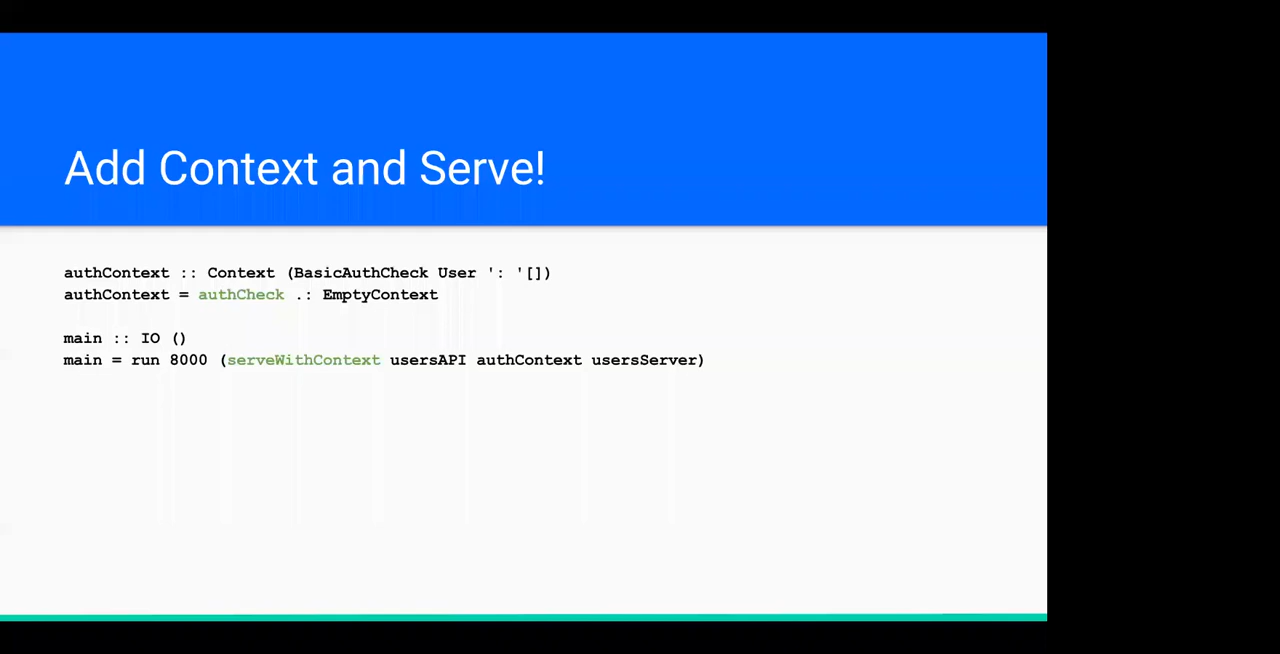 Add Context and Serve!
authContext :: Context (BasicAuthCheck User ': '[])
authContext = authCheck .: EmptyContext
main :: IO ()
main = run 8000 (serveWithContext usersAPI authContext usersServer)